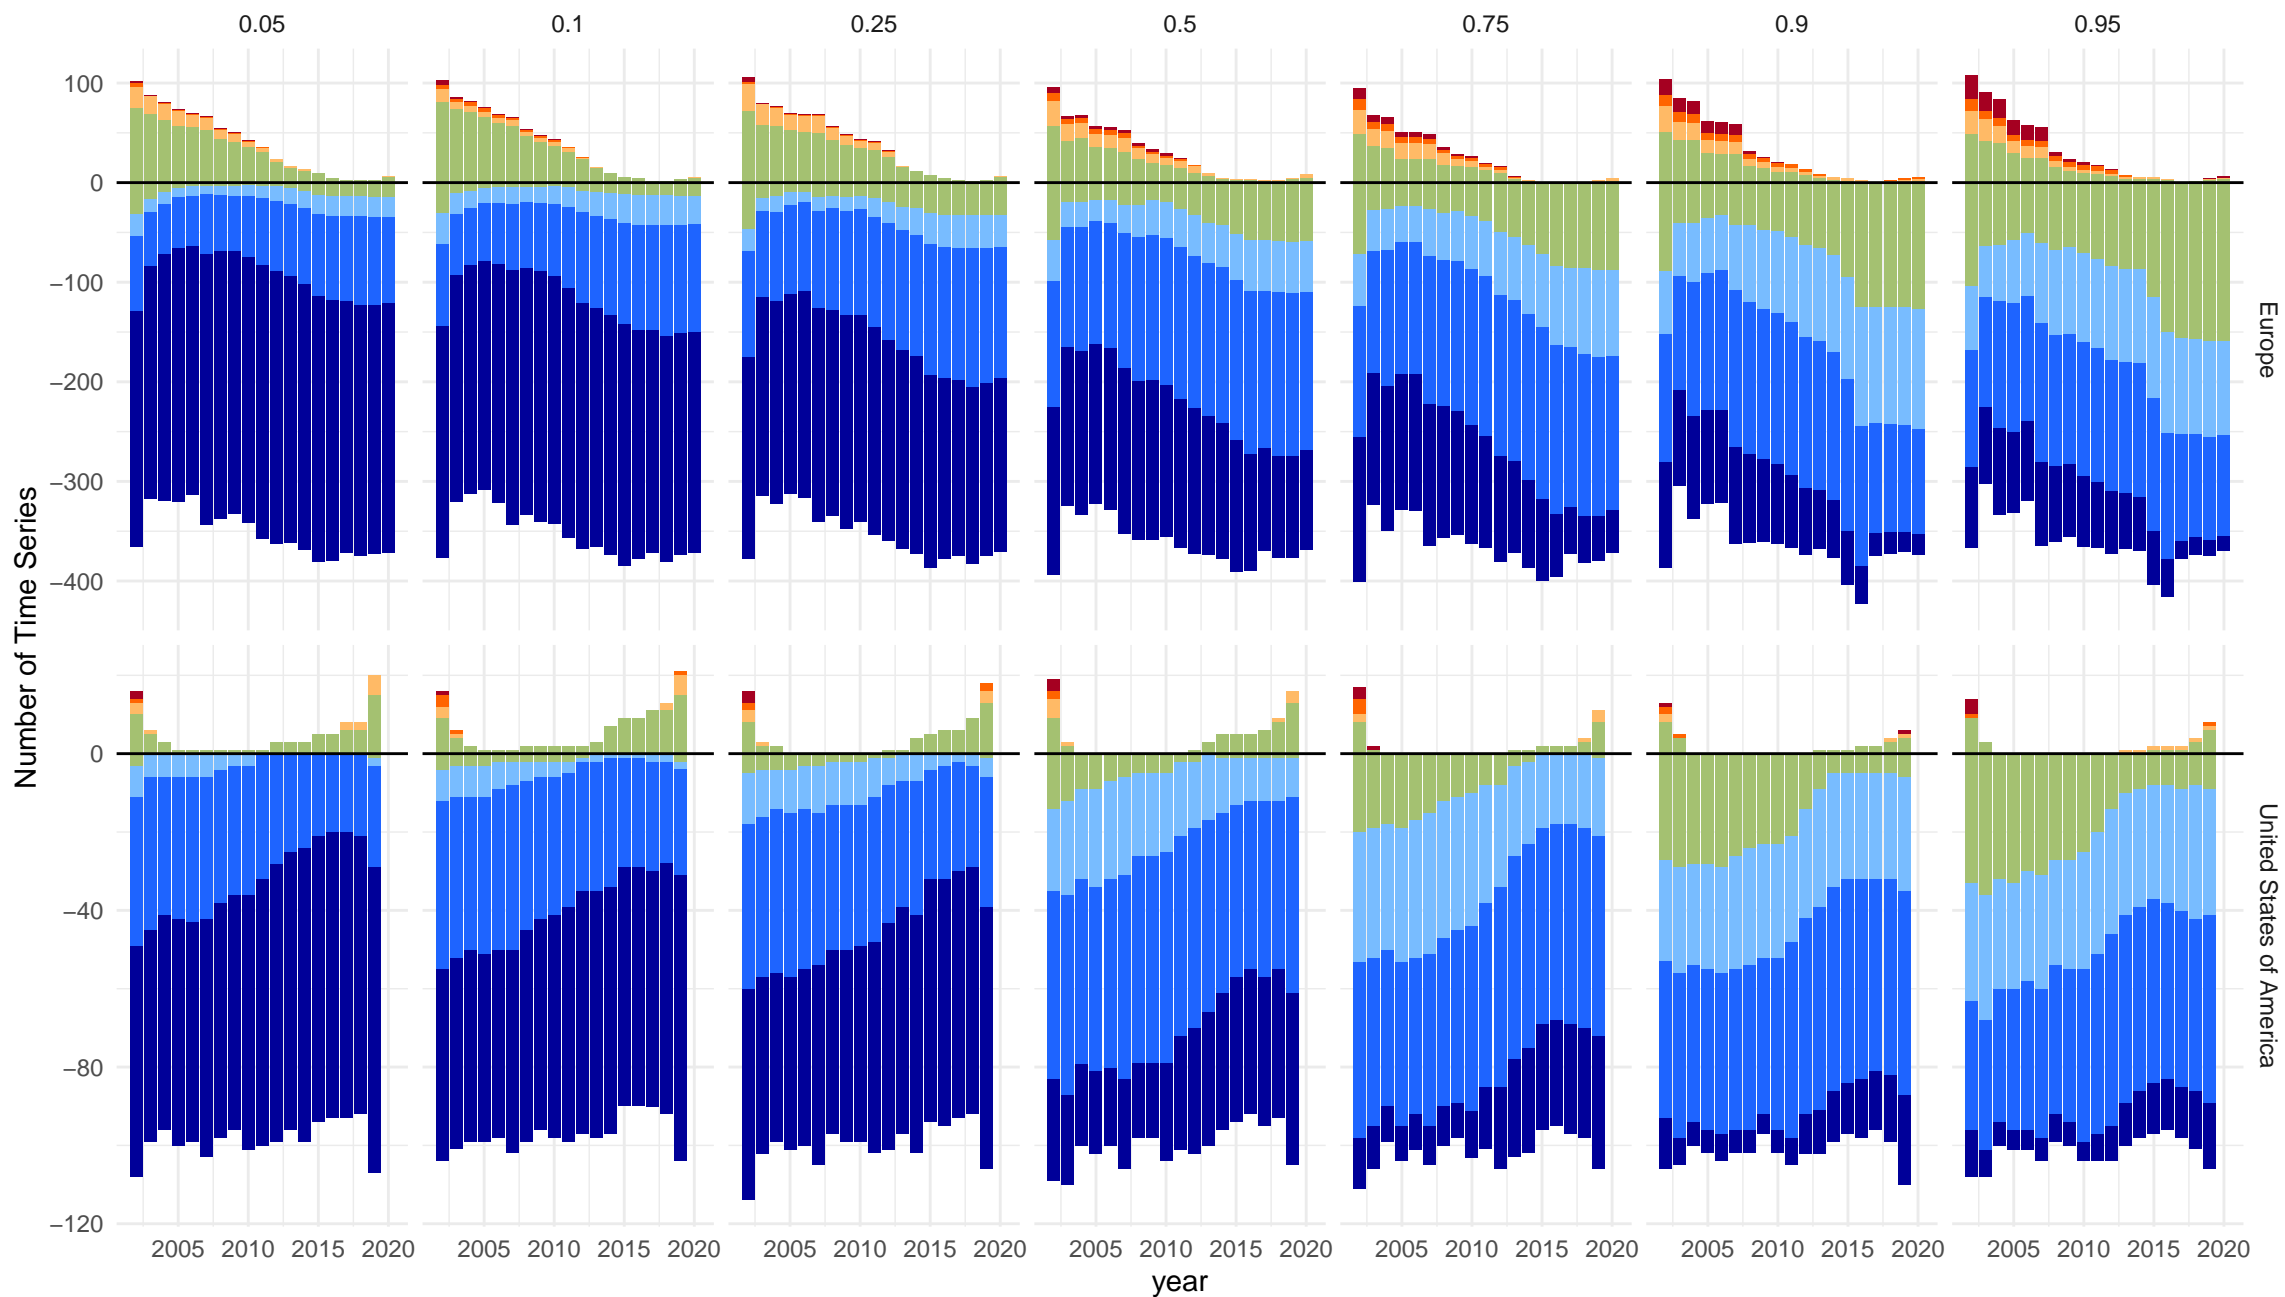 0.05 0.1 0.25 0.5 0.75 0.9 0.95
100
0
−100
−200
−300
−400
Europe
Number of Time Series
0
−40
−80
−120
United States of America
2005 2010 2015 2020 2005 2010 2015 2020 2005 2010 2015 2020 2005 2010 2015 2020 2005 2010 2015 2020 2005 2010 2015 2020 2005 2010 2015 2020
year